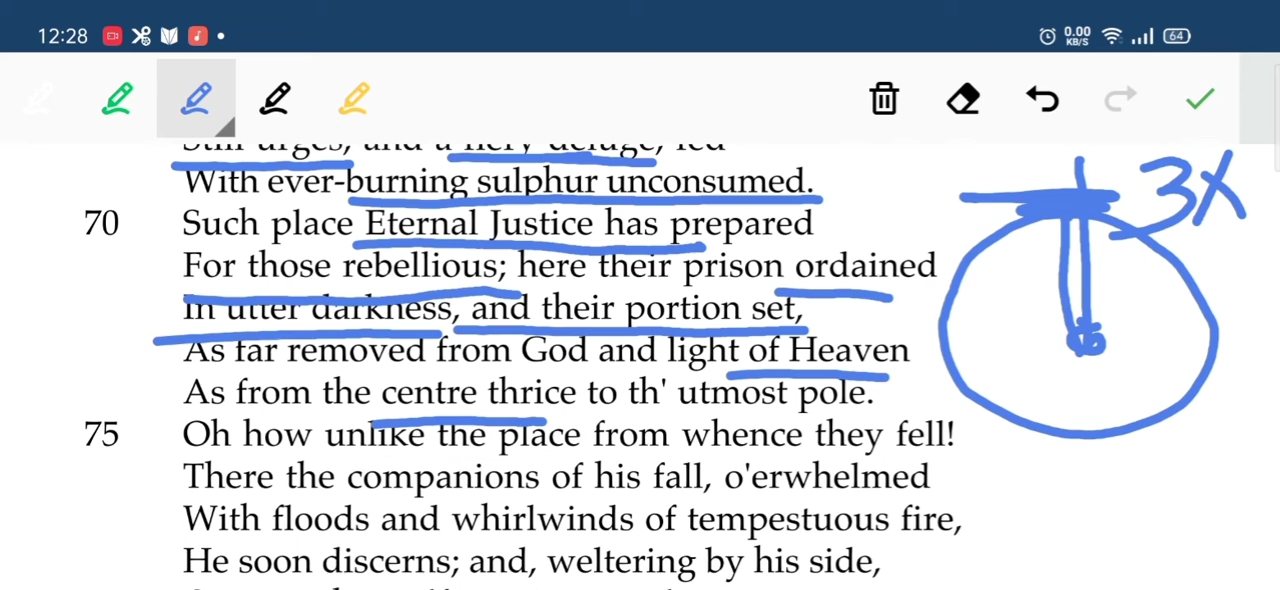 12:28 0.00 KB/S 64
Still urges, and a fiery deluge, fed
With ever-burning sulphur unconsumed.
70 Such place Eternal Justice has prepared
For those rebellious; here their prison ordained
In utter darkness, and their portion set,
As far removed from God and light of Heaven
As from the centre thrice to th' utmost pole.
75 Oh how unlike the place from whence they fell!
There the companions of his fall, o'erwhelmed
With floods and whirlwinds of tempestuous fire,
He soon discerns; and, weltering by his side,
3X